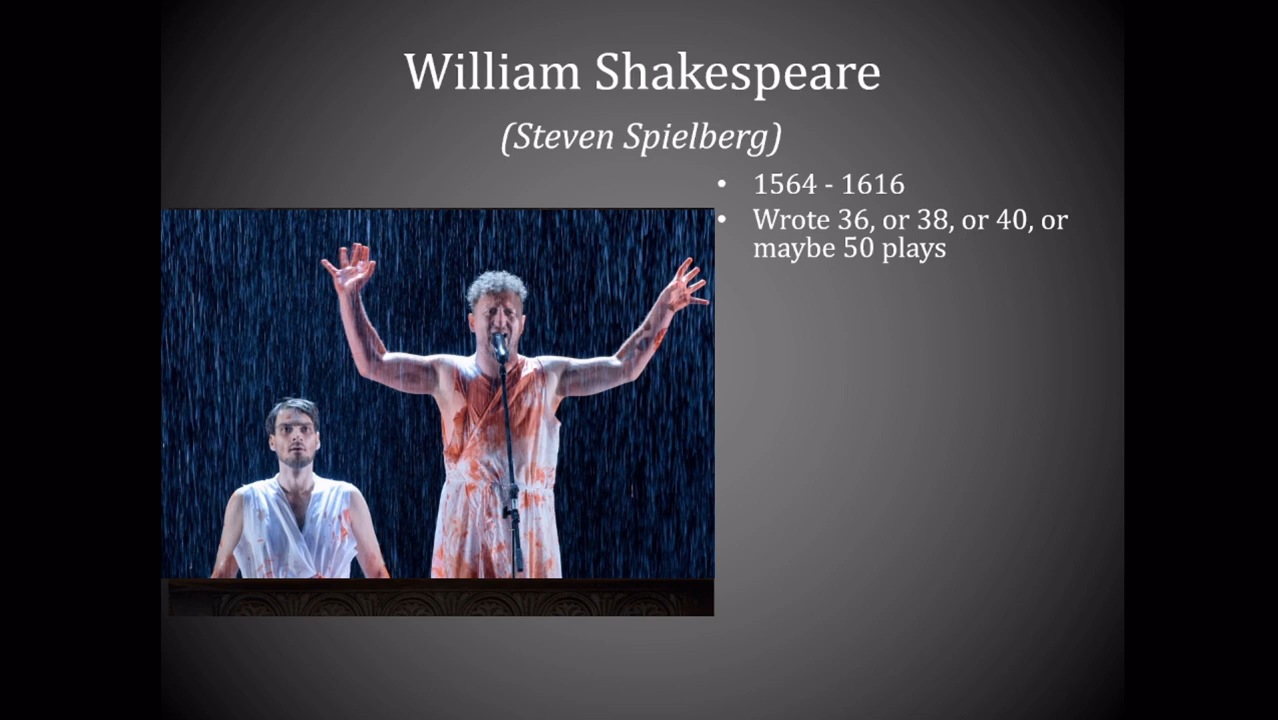 William Shakespeare
(Steven Spielberg)
• 1564 - 1616
• Wrote 36, or 38, or 40, or
maybe 50 plays